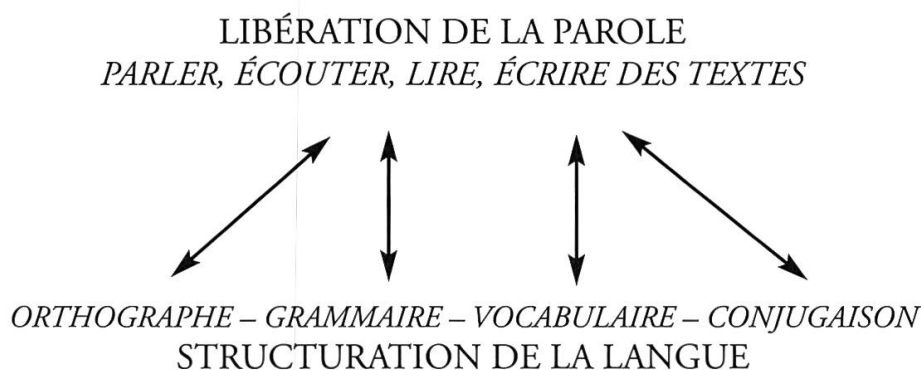 LIBÉRATION DE LA PAROLE
PARLER, ÉCOUTER, LIRE, ÉCRIRE DES TEXTES
ORTHOGRAPHE – GRAMMAIRE – VOCABULAIRE – CONJUGAISON
STRUCTURATION DE LA LANGUE